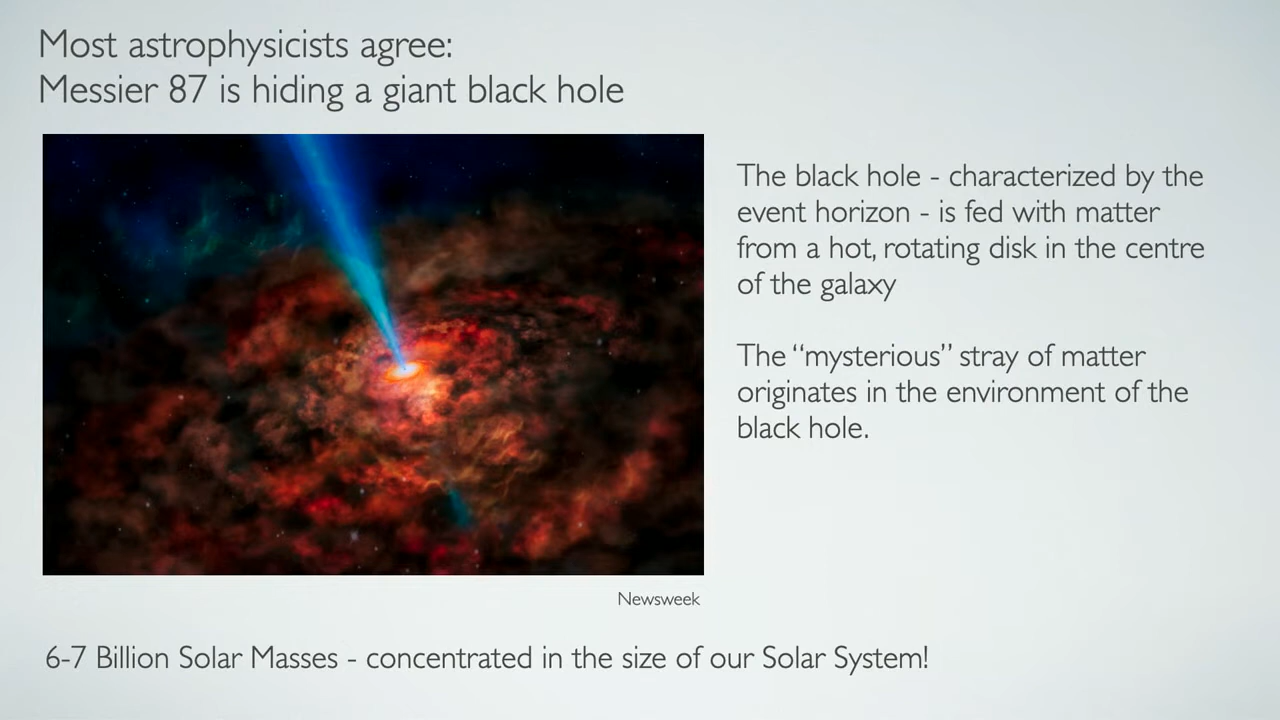 Most astrophysicists agree:
Messier 87 is hiding a giant black hole
The black hole - characterized by the
event horizon - is fed with matter
from a hot, rotating disk in the centre
of the galaxy
The “mysterious” stray of matter
originates in the environment of the
black hole.
Newsweek
6-7 Billion Solar Masses - concentrated in the size of our Solar System!